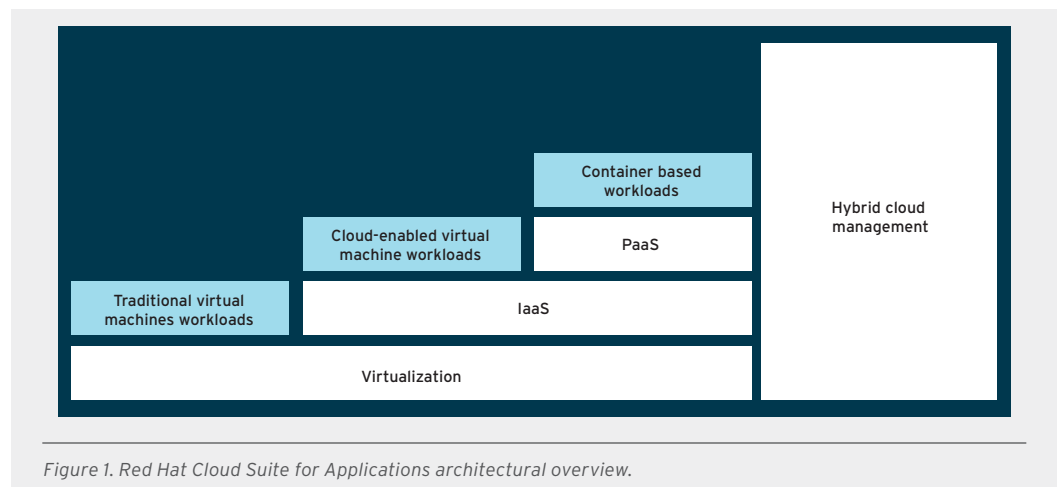 Container based
workloads
Hybrid cloud
management
Cloud-enabled virtual
machine workloads
PaaS
Traditional virtual
machines workloads
IaaS
Virtualization
Figure 1. Red Hat Cloud Suite for Applications architectural overview.